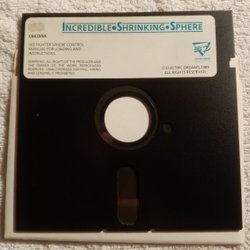 INCREDIBLE•SHRINKING•SPHERE
C64 DISK
SEE FIGHTER SPHERE CONTROL
MANUAL FOR LOADING AND
INSTRUCTIONS.
WARNING: ALL RIGHTS OF THE PRODUCER AND
THE OWNER OF THE WORK REPRODUCED
RESERVED. UNAUTHORISED COPYING, HIRING
AND LOADING IS PROHIBITED.
© ELECTRIC DREAMS 1989
ALL RIGHTS RESERVED.